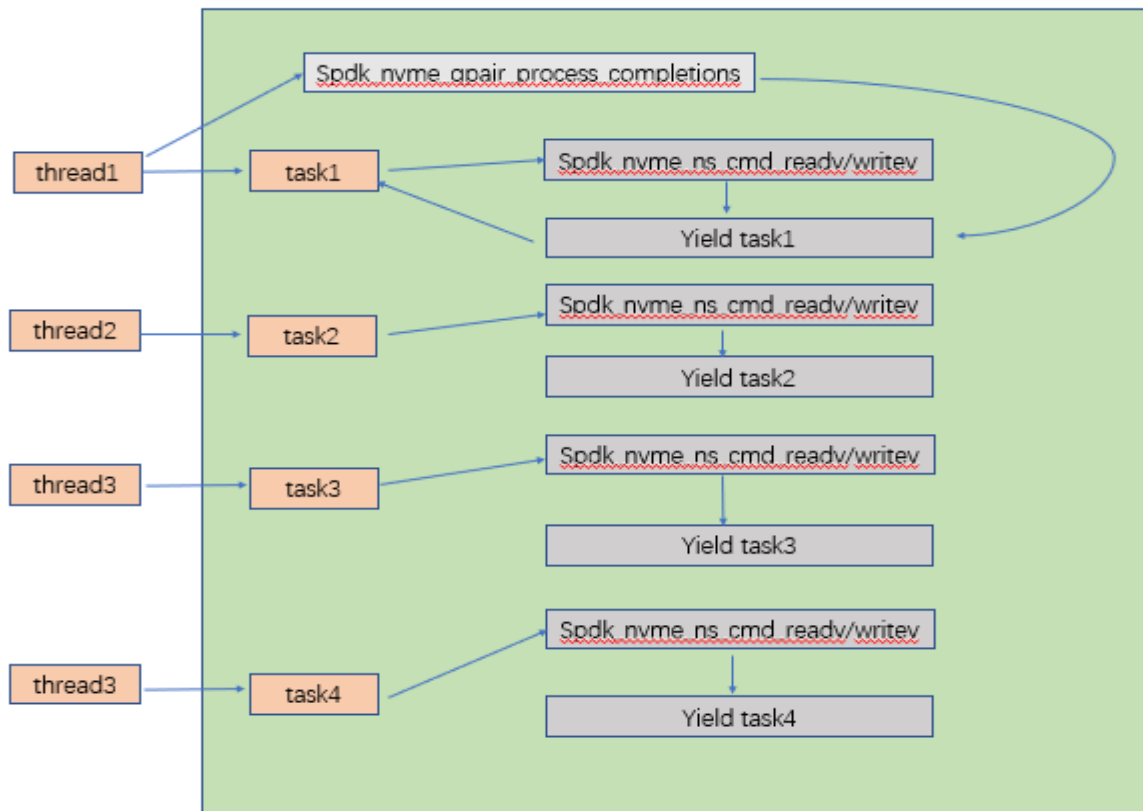 Spdk_nvme_qpair_process_completions
thread1
task1
Spdk_nvme_ns_cmd_readv/writev
Yield task1
thread2
task2
Spdk_nvme_ns_cmd_readv/writev
Yield task2
thread3
task3
Spdk_nvme_ns_cmd_readv/writev
Yield task3
thread3
task4
Spdk_nvme_ns_cmd_readv/writev
Yield task4